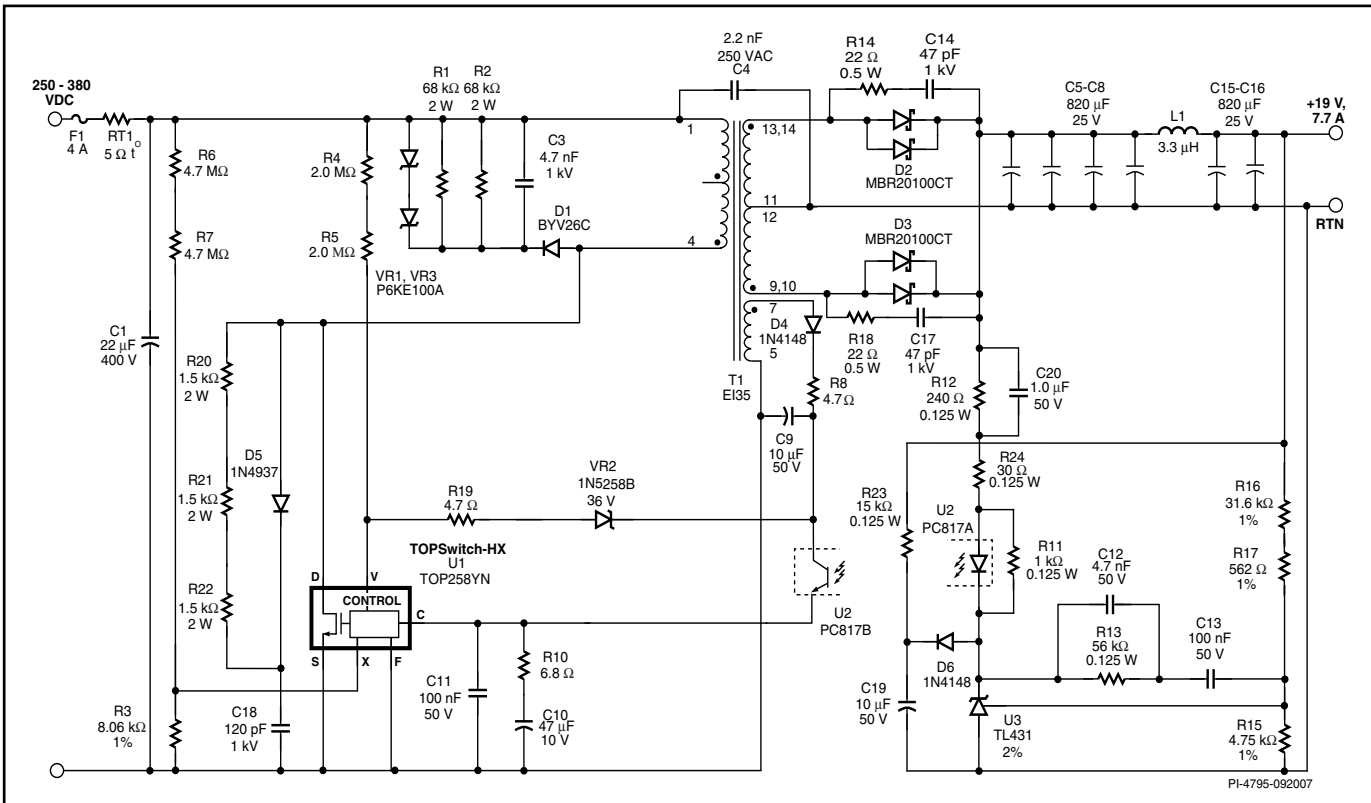 250 - 380
VDC
F1
4 A
RT1
5 Ω
t°
R6
4.7 MΩ
R7
4.7 MΩ
C1
22 μF
400 V
R4
2.0 MΩ
R5
2.0 MΩ
R1
68 kΩ
2 W
R2
68 kΩ
2 W
C3
4.7 nF
1 kV
D1
BYV26C
VR1, VR3
P6KE100A
2.2 nF
250 VAC
C4
1
4
13,14
11
12
9,10
7
5
T1
EI35
R14
22 Ω
0.5 W
C14
47 pF
1 kV
D2
MBR20100CT
D3
MBR20100CT
C5-C8
820 μF
25 V
L1
3.3 μH
C15-C16
820 μF
25 V
+19 V,
7.7 A
RTN
D4
1N4148
R18
22 Ω
0.5 W
C17
47 pF
1 kV
R8
4.7Ω
C9
10 μF
50 V
R12
240 Ω
0.125 W
C20
1.0 μF
50 V
R24
30 Ω
0.125 W
R20
1.5 kΩ
2 W
D5
1N4937
R21
1.5 kΩ
2 W
R22
1.5 kΩ
2 W
R19
4.7 Ω
VR2
1N5258B
36 V
TOPSwitch-HX
U1
TOP258YN
D
V
CONTROL
C
S
X
F
U2
PC817B
R23
15 kΩ
0.125 W
U2
PC817A
R11
1 kΩ
0.125 W
R16
31.6 kΩ
1%
R17
562 Ω
1%
C12
4.7 nF
50 V
R13
56 kΩ
0.125 W
C13
100 nF
50 V
R3
8.06 kΩ
1%
C18
120 pF
1 kV
C11
100 nF
50 V
R10
6.8 Ω
C10
47 μF
10 V
D6
1N4148
C19
10 μF
50 V
U3
TL431
2%
R15
4.75 kΩ
1%
PI-4795-092007